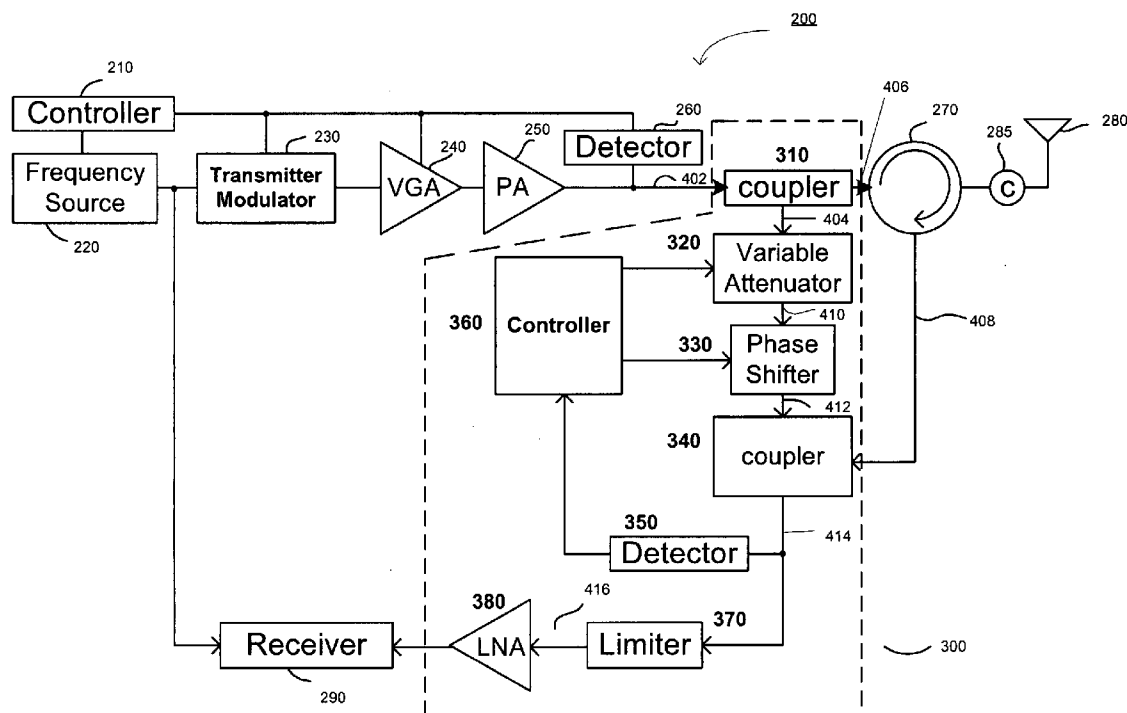 200
210
Controller
230
240
250
260
Detector
406
270
285
280
Frequency
Source
220
Transmitter
Modulator
VGA
PA
402
310
coupler
C
404
320
Variable
Attenuator
410
360
Controller
330
Phase
Shifter
408
412
340
coupler
350
Detector
414
380
416
370
Receiver
LNA
Limiter
300
290